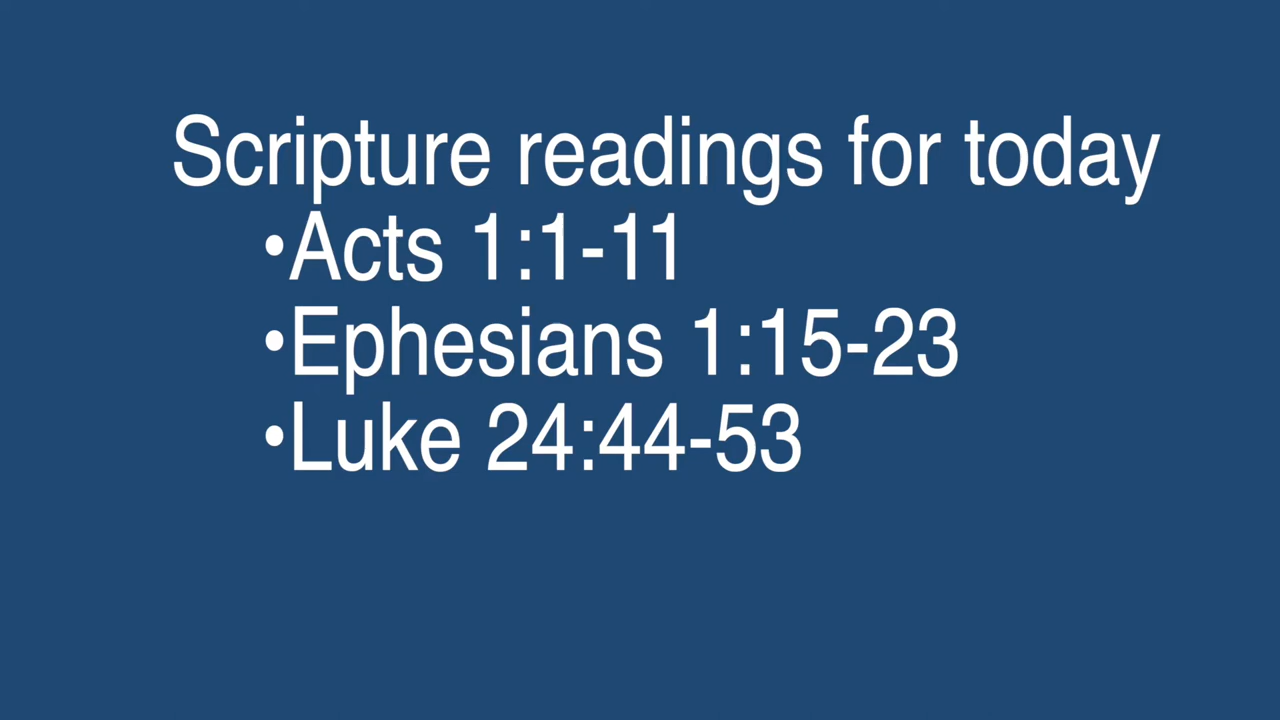 Scripture readings for today
•Acts 1:1-11
•Ephesians 1:15-23
•Luke 24:44-53